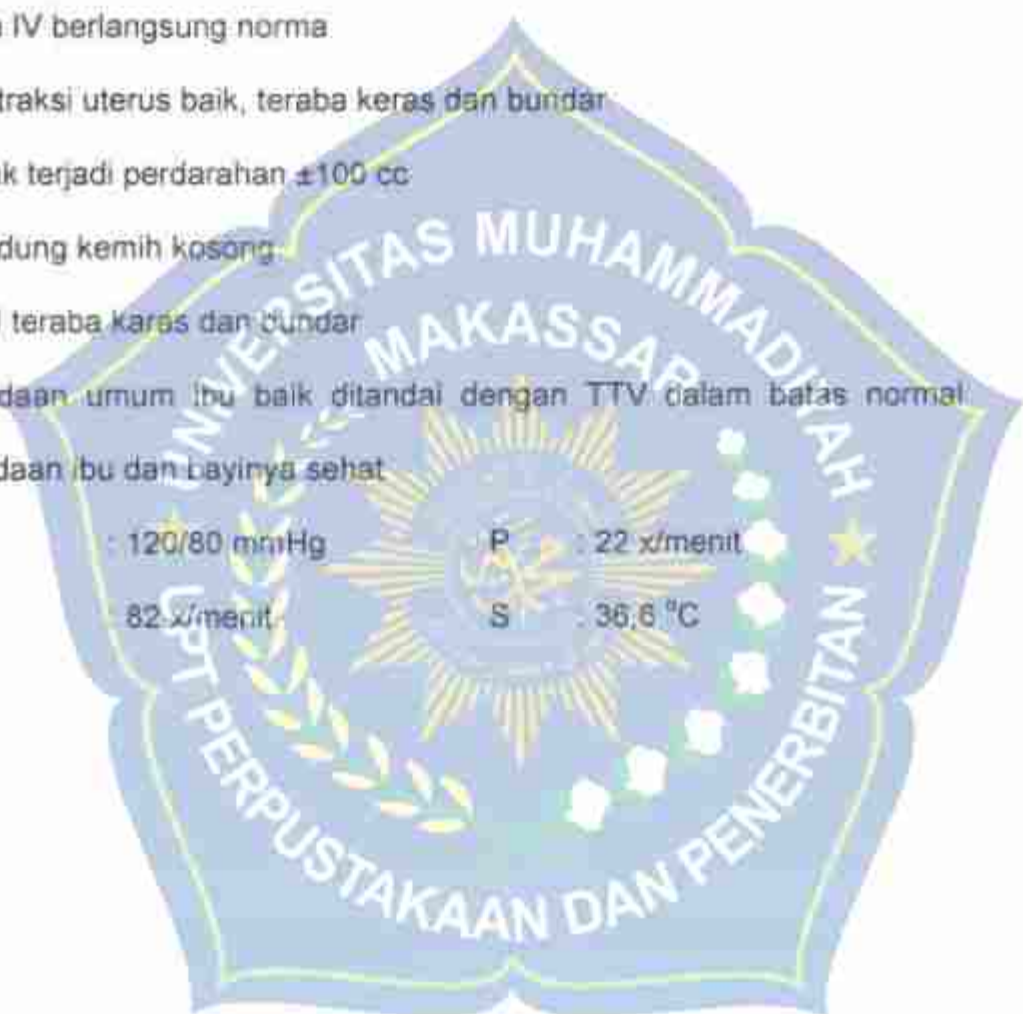 IV berlangsung norma
traksi uterus baik, teraba keras dan bundar
k terjadi perdarahan ±100 cc
dung kemih kosong
teraba karas dan bundar
daan umum ibu baik ditandai dengan TTV dalam batas normal
daan ibu dan bayinya sehat
: 120/80 mmHg P : 22 x/menit
: 82 x/menit S : 36,6 °C
UNIVERSITAS MUHAMMADIYAH
MAKASSAR
UPT PERPUSTAKAAN DAN PENERBITAN